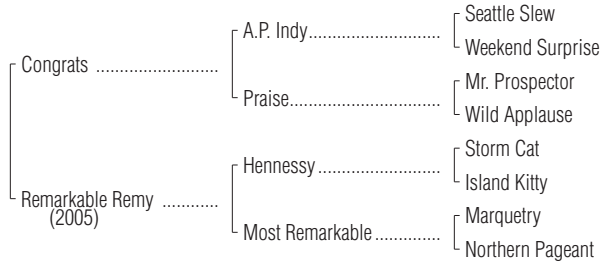 Seattle Slew
A.P. Indy
Weekend Surprise
Congrats
Mr. Prospector
Praise
Wild Applause
Storm Cat
Hennessy
Island Kitty
Remarkable Remy
(2005)
Marquetry
Most Remarkable
Northern Pageant